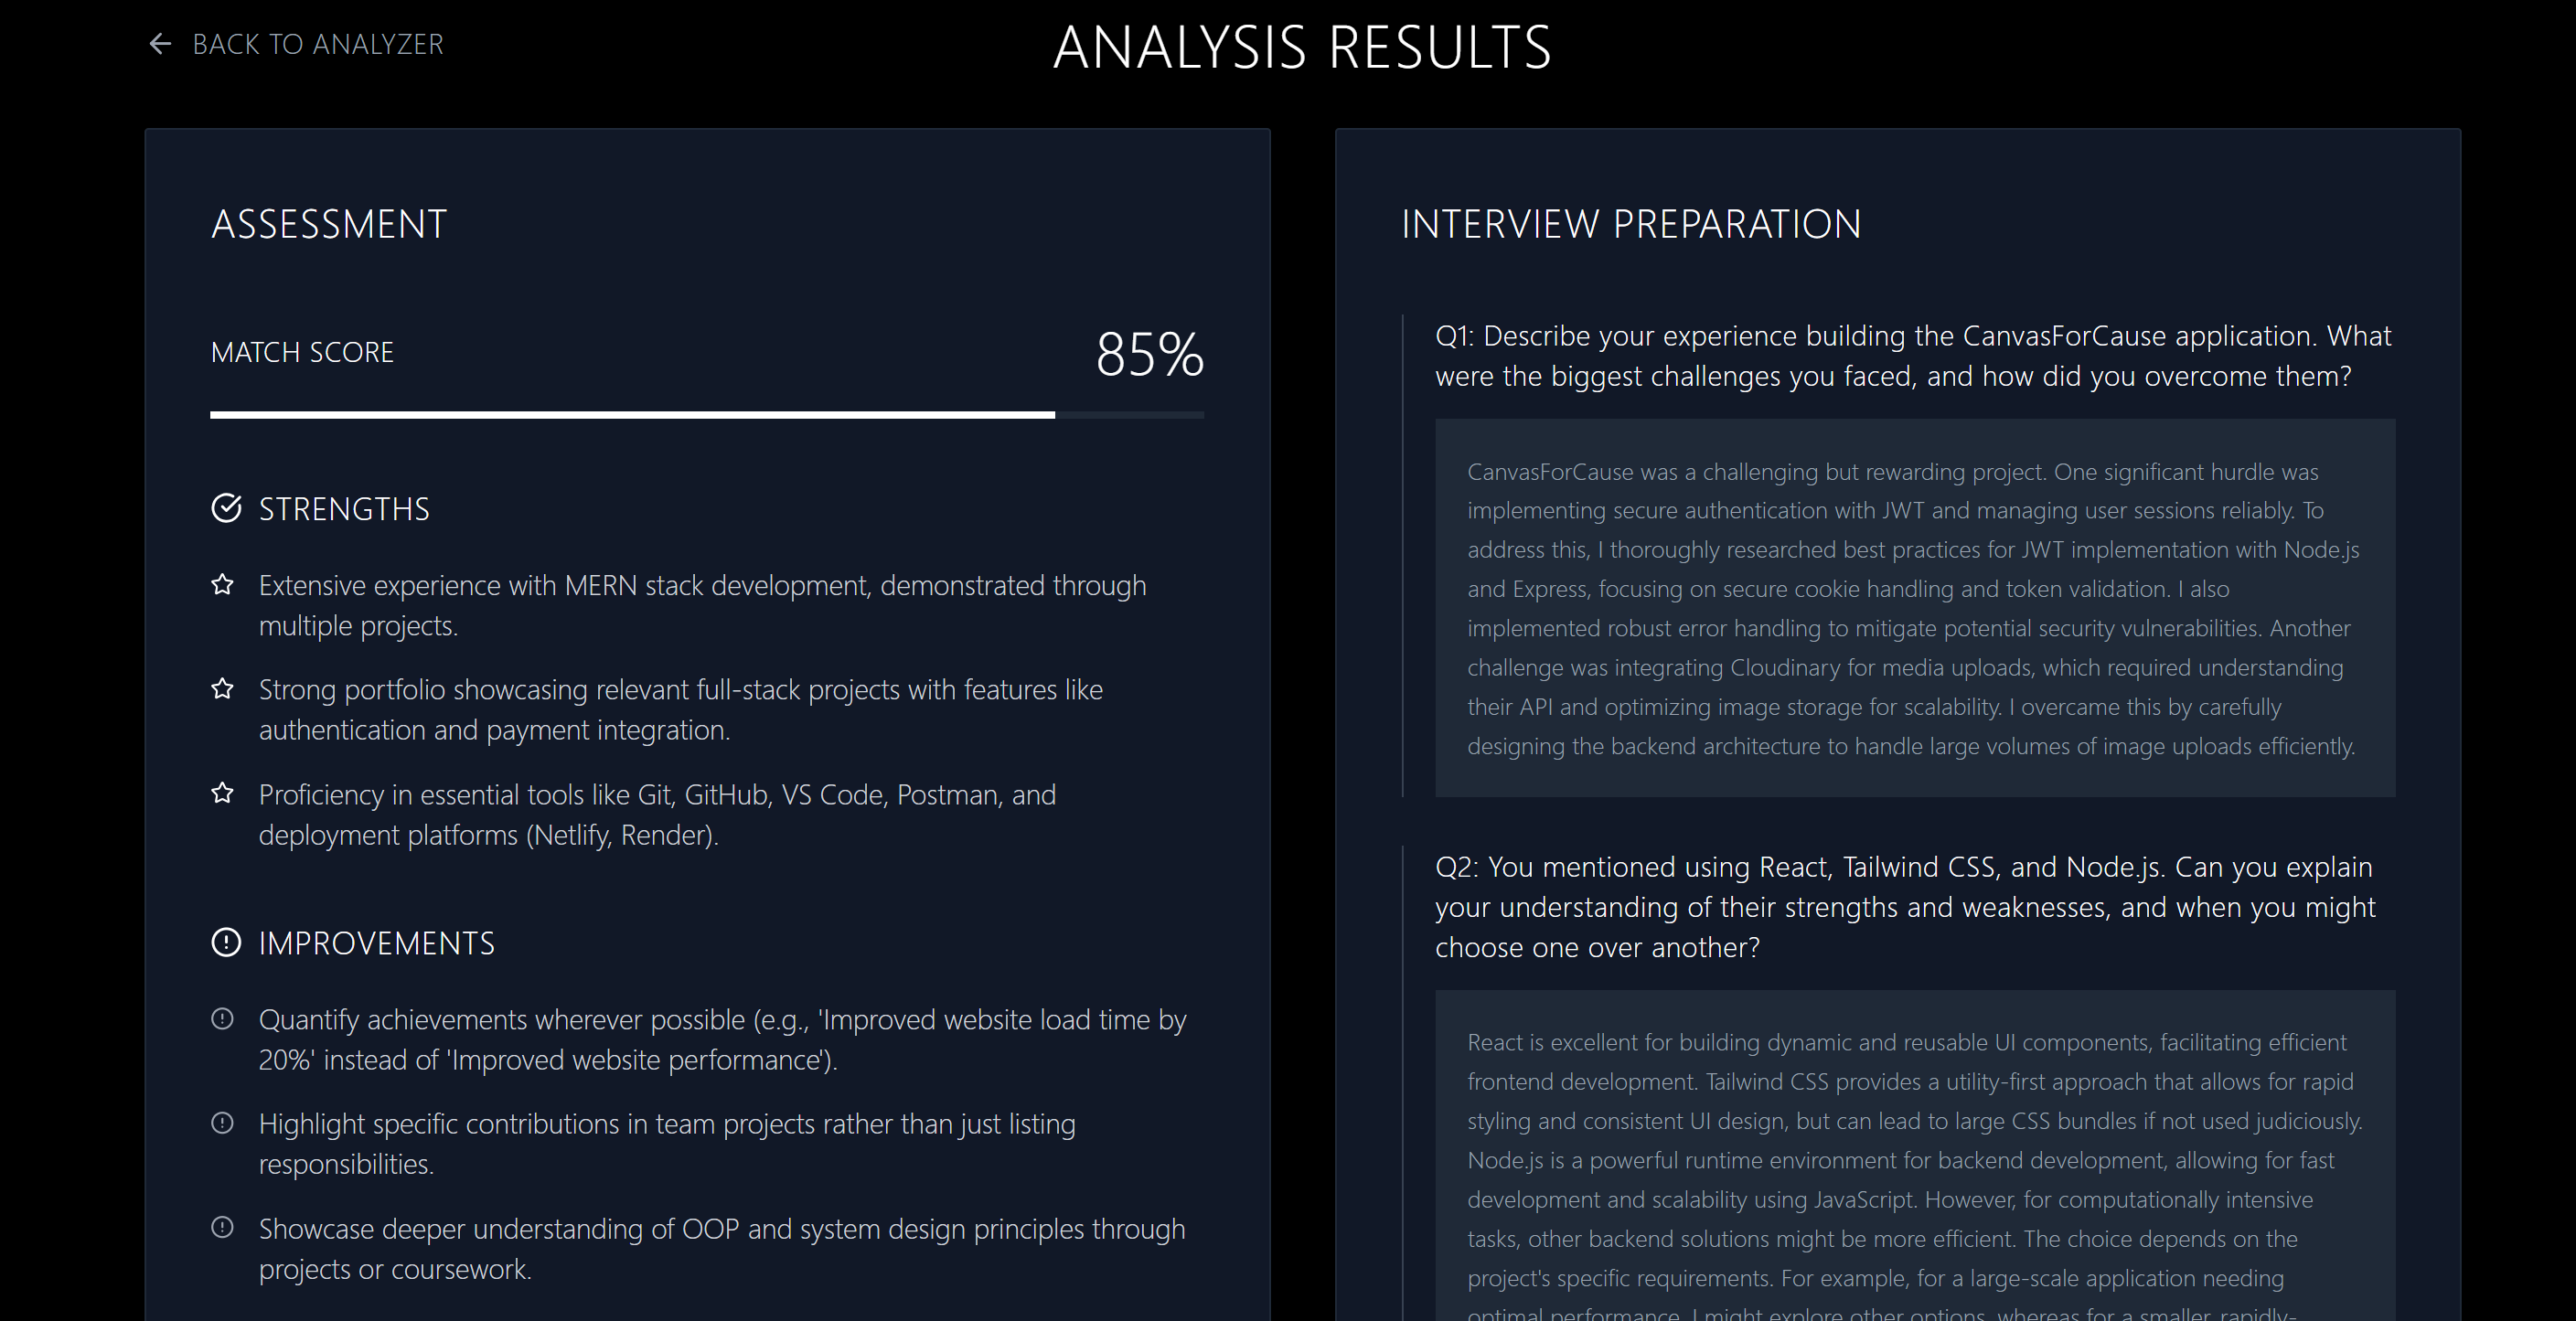 BACK TO ANALYZER
ANALYSIS RESULTS
ASSESSMENT
MATCH SCORE
85%
STRENGTHS
Extensive experience with MERN stack development, demonstrated through
multiple projects.
Strong portfolio showcasing relevant full-stack projects with features like
authentication and payment integration.
Proficiency in essential tools like Git, GitHub, VS Code, Postman, and
deployment platforms (Netlify, Render).
IMPROVEMENTS
Quantify achievements wherever possible (e.g., 'Improved website load time by
20%' instead of 'Improved website performance').
Highlight specific contributions in team projects rather than just listing
responsibilities.
Showcase deeper understanding of OOP and system design principles through
projects or coursework.
INTERVIEW PREPARATION
Q1: Describe your experience building the CanvasForCause application. What
were the biggest challenges you faced, and how did you overcome them?
CanvasForCause was a challenging but rewarding project. One significant hurdle was
implementing secure authentication with JWT and managing user sessions reliably. To
address this, I thoroughly researched best practices for JWT implementation with Node.js
and Express, focusing on secure cookie handling and token validation. I also
implemented robust error handling to mitigate potential security vulnerabilities. Another
challenge was integrating Cloudinary for media uploads, which required understanding
their API and optimizing image storage for scalability. I overcame this by carefully
designing the backend architecture to handle large volumes of image uploads efficiently.
Q2: You mentioned using React, Tailwind CSS, and Node.js. Can you explain
your understanding of their strengths and weaknesses, and when you might
choose one over another?
React is excellent for building dynamic and reusable UI components, facilitating efficient
frontend development. Tailwind CSS provides a utility-first approach that allows for rapid
styling and consistent UI design, but can lead to large CSS bundles if not used judiciously.
Node.js is a powerful runtime environment for backend development, allowing for fast
development and scalability using JavaScript. However, for computationally intensive
tasks, other backend solutions might be more efficient. The choice depends on the
project's specific requirements. For example, for a large-scale application needing
optimal performance, I might explore other options, whereas for a smaller, rapidly-